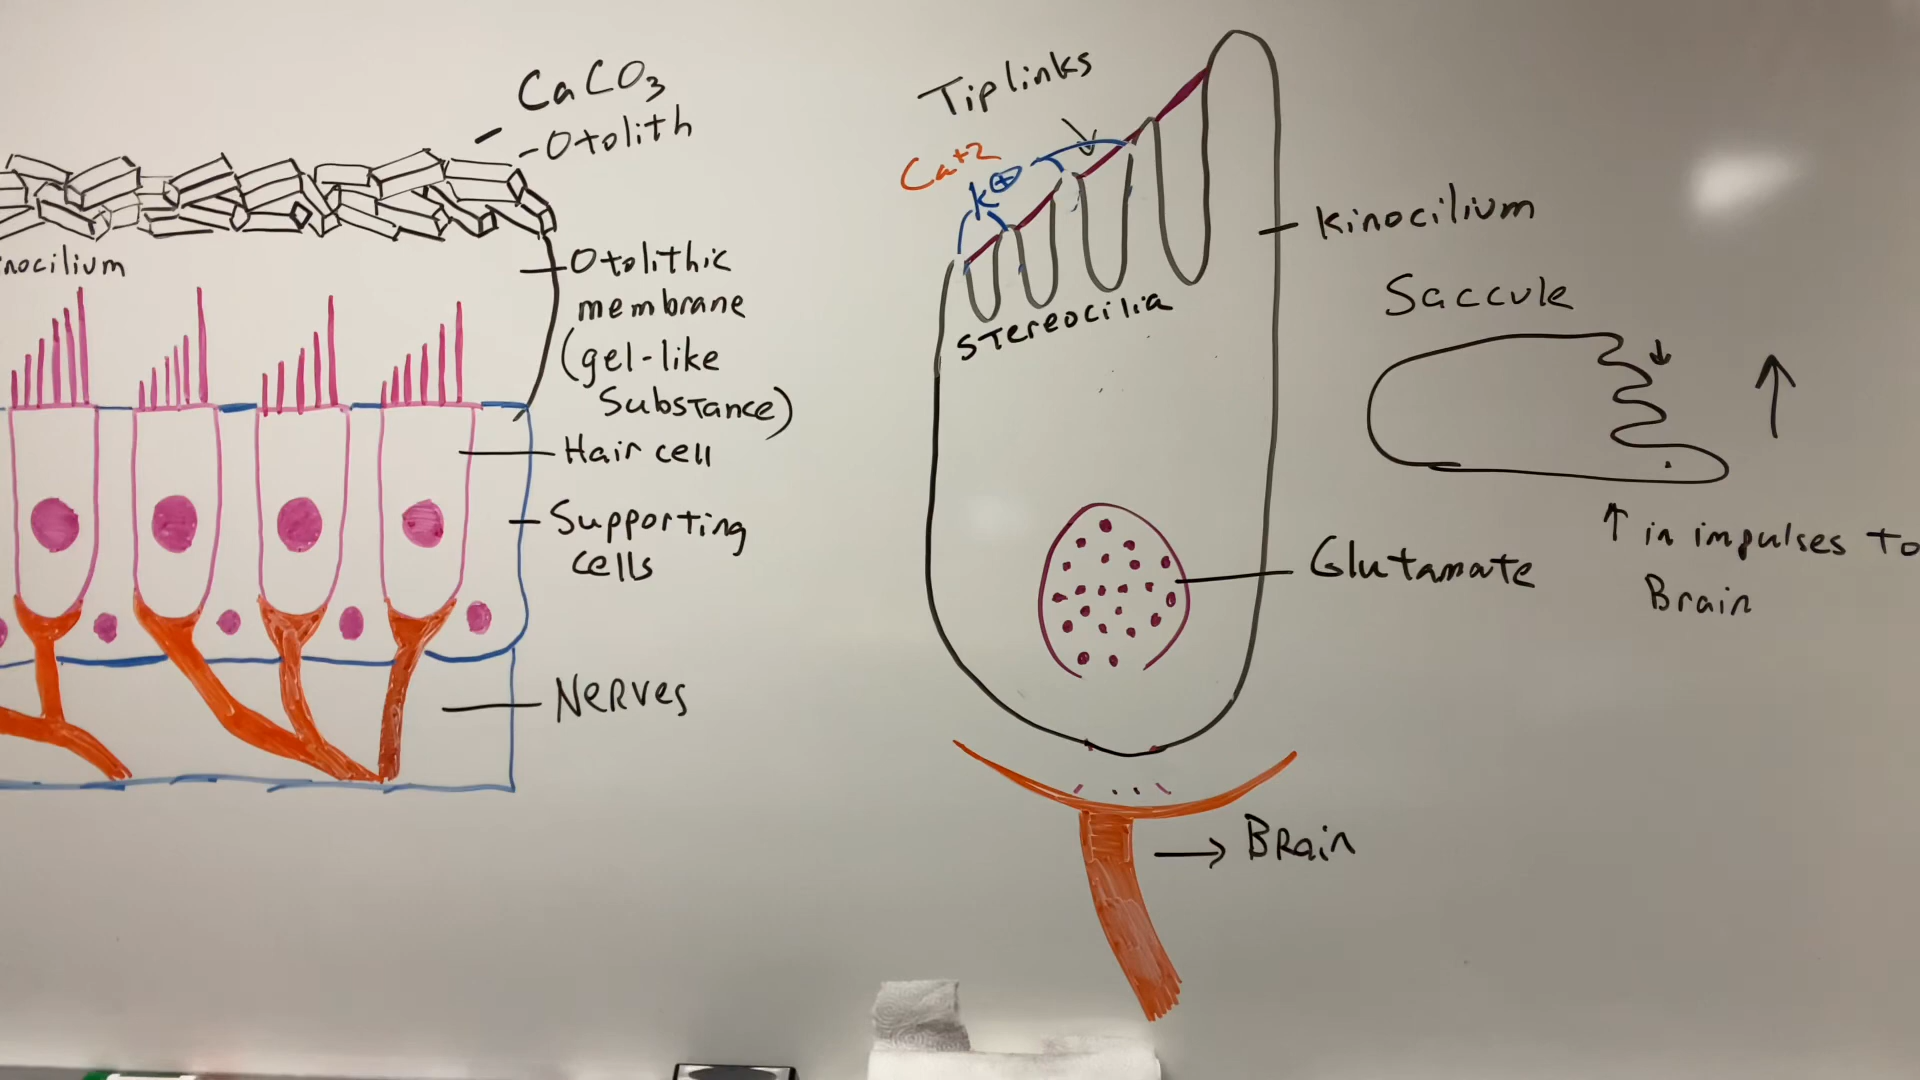 CaCO3
-Otolith
nocilium
Otolithic
membrane
(gel-like
Substance)
Hair cell
Supporting
cells
Nerves
Tiplinks
Ca+2
K+
Stereocilia
Kinocilium
Saccule
↑ in impulses to
Brain
Glutamate
→ Brain